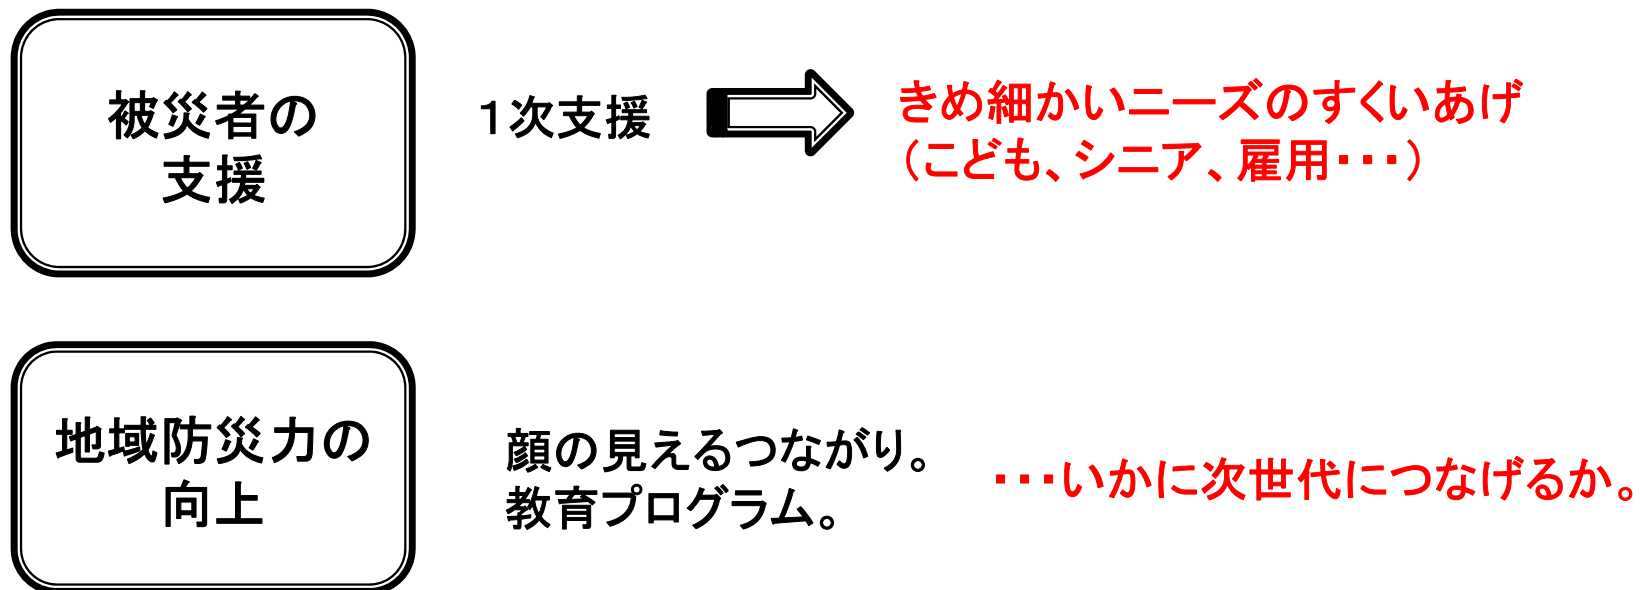 被災者の
支援
１次支援
きめ細かいニーズのすくいあげ
（こども、シニア、雇用・・・）
地域防災力の
向上
顔の見えるつながり。
教育プログラム。
・・・いかに次世代につなげるか。